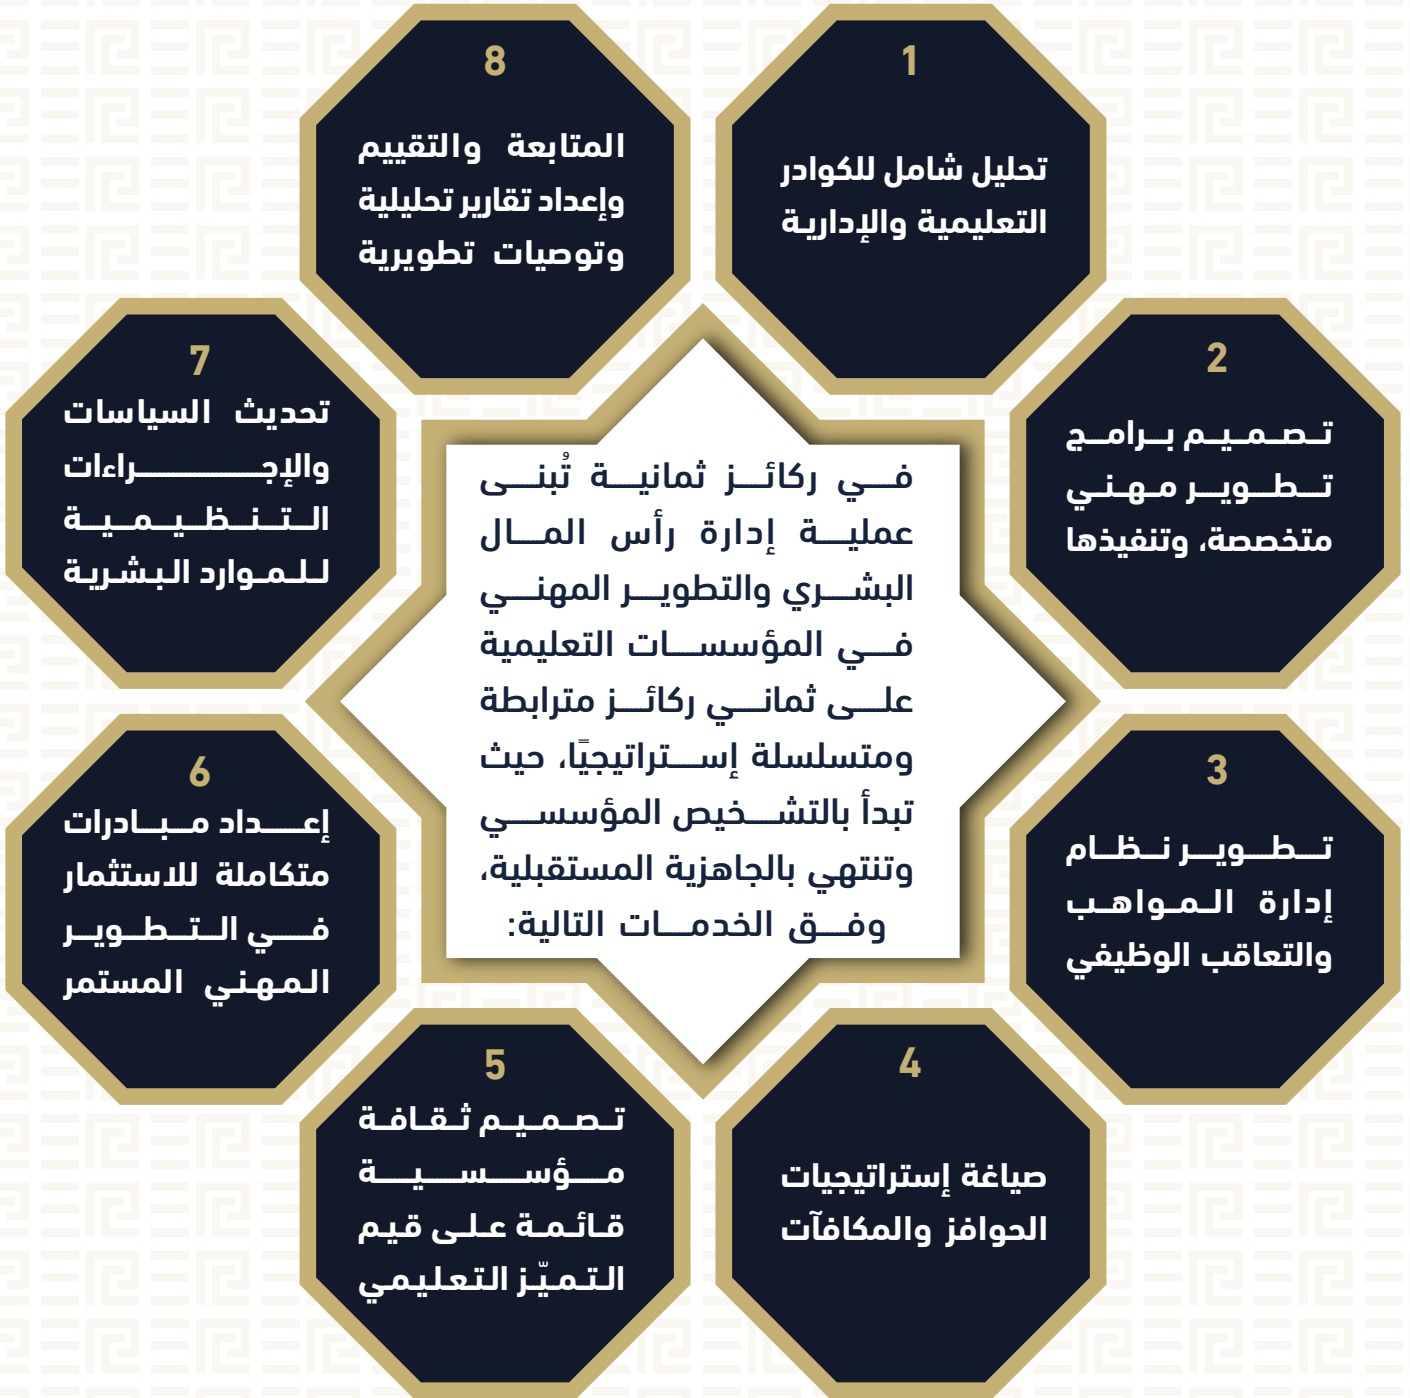 في ركائز ثمانية تُبنى
عملية إدارة رأس المال
البشري والتطوير المهني
في المؤسسات التعليمية
على ثماني ركائز مترابطة
ومتسلسلة إستراتيجيًا، حيث
تبدأ بالتشخيص المؤسسي
وتنتهي بالجاهزية المستقبلية،
وفق الخدمات التالية:
1
تحليل شامل للكوادر
التعليمية والإدارية
2
تصميم برامج
تطوير مهني
متخصصة، وتنفيذها
3
تطوير نظام
إدارة المواهب
والتعاقب الوظيفي
4
صياغة إستراتيجيات
الحوافز والمكافآت
5
تصميم ثقافة
مؤسسية
قائمة على قيم
التميّز التعليمي
6
إعداد مبادرات
متكاملة للاستثمار
في التطوير
المهني المستمر
7
تحديث السياسات
والإجراءات
التنظيمية
للموارد البشرية
8
المتابعة والتقييم
وإعداد تقارير تحليلية
وتوصيات تطويرية